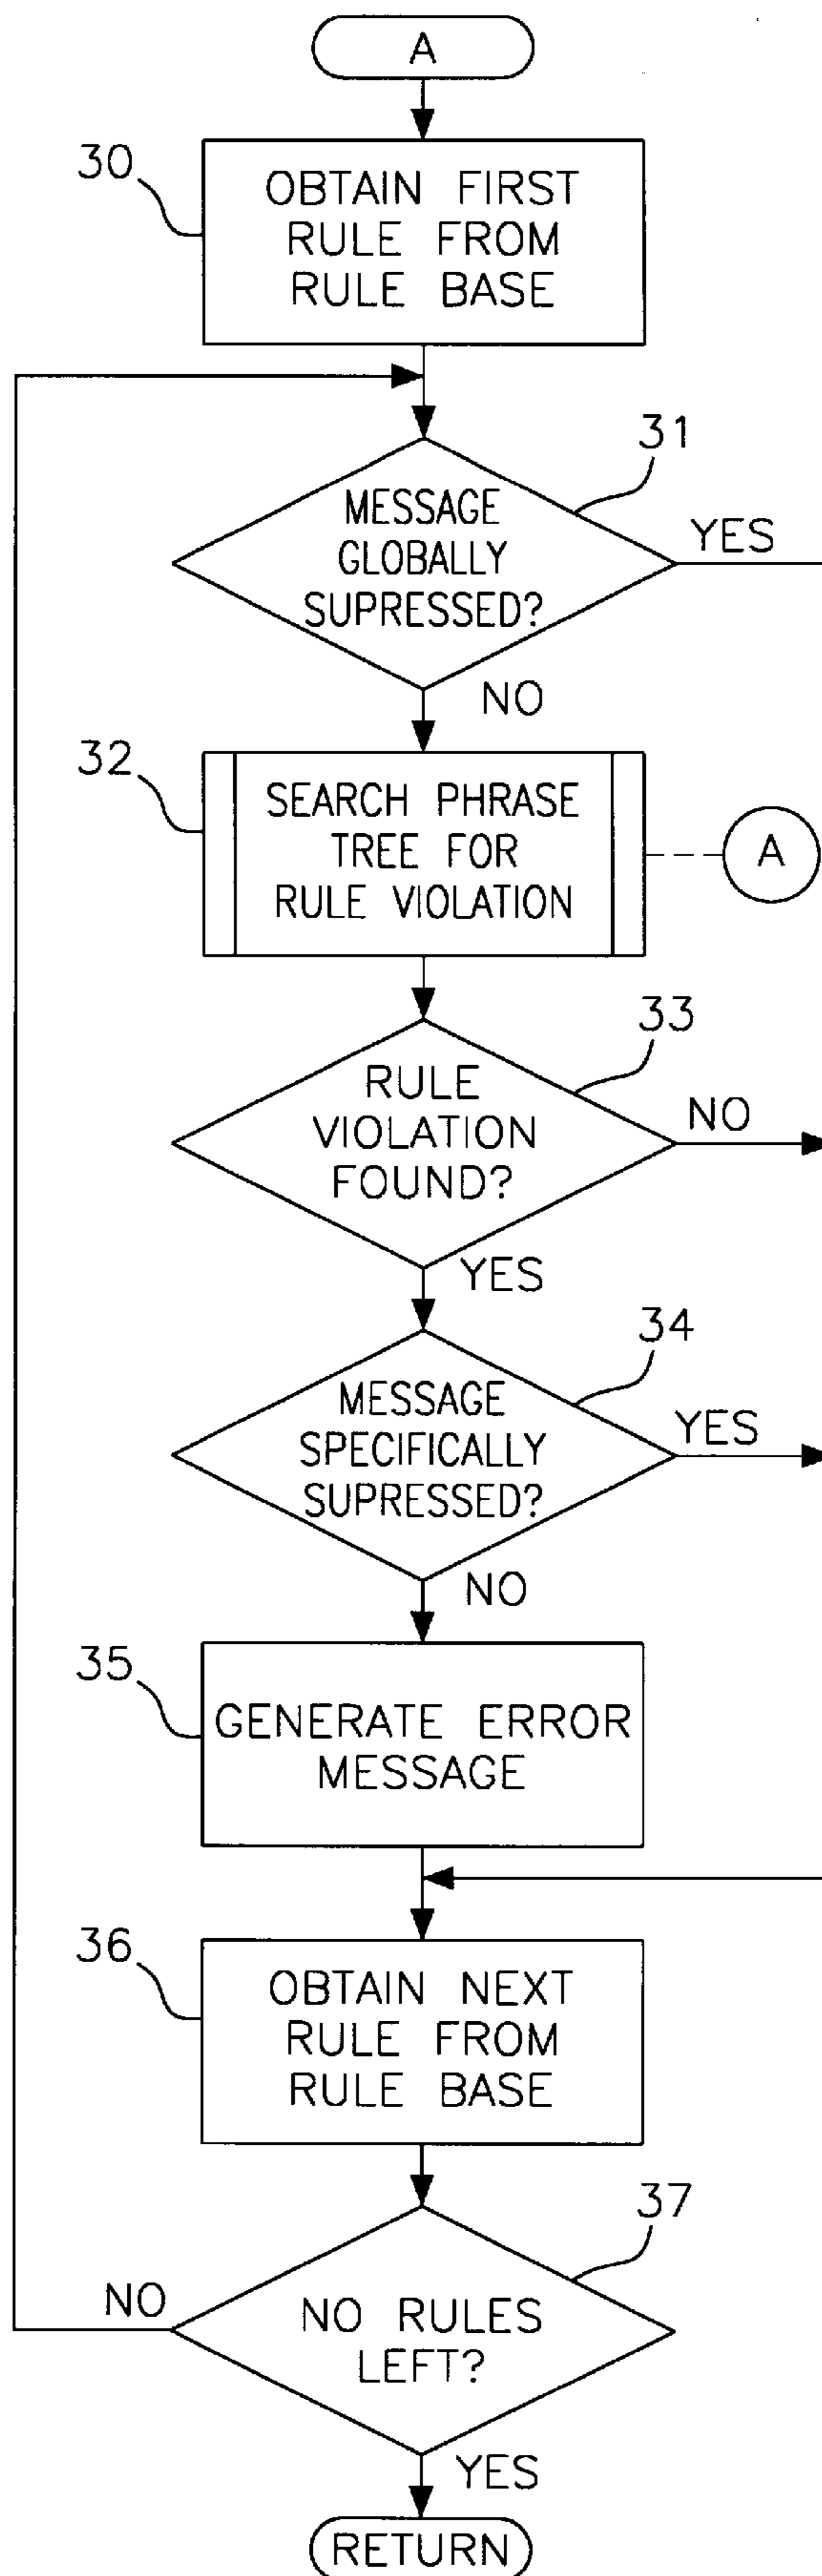 A
30
OBTAIN FIRST
RULE FROM
RULE BASE
31
MESSAGE
GLOBALLY
SUPRESSED?
YES
NO
32
SEARCH PHRASE
TREE FOR
RULE VIOLATION
A
33
RULE
VIOLATION
FOUND?
NO
YES
34
MESSAGE
SPECIFICALLY
SUPRESSED?
YES
NO
35
GENERATE ERROR
MESSAGE
36
OBTAIN NEXT
RULE FROM
RULE BASE
37
NO
NO RULES
LEFT?
YES
RETURN